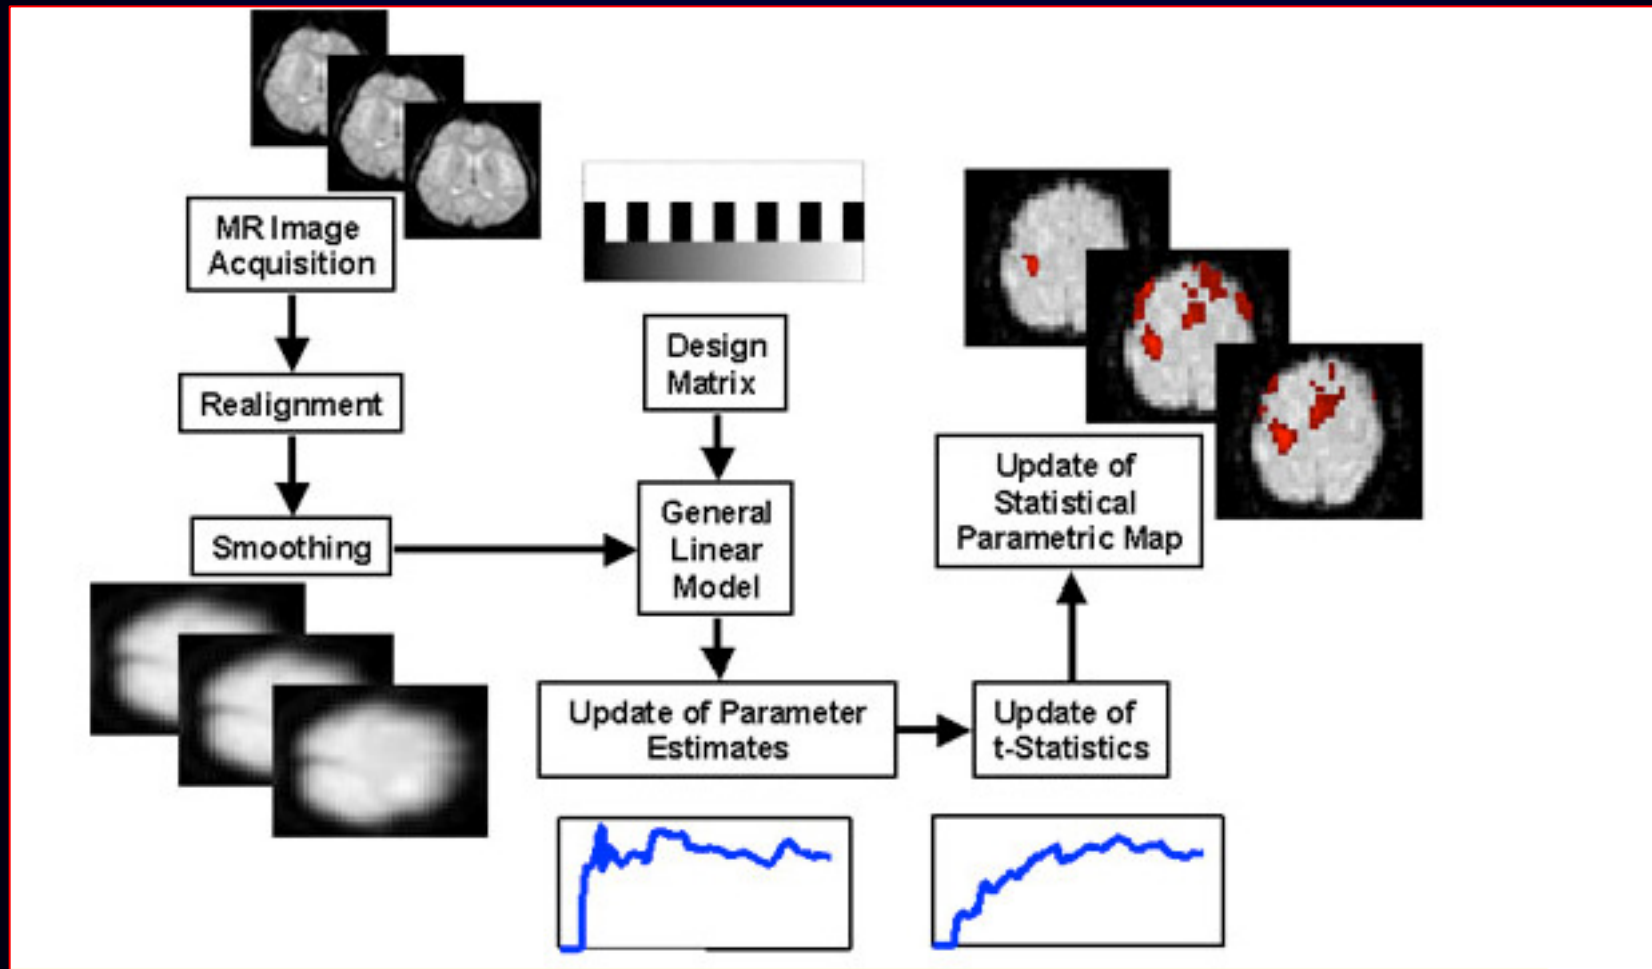 MR Image
Acquisition
Realignment
Smoothing
Design
Matrix
General
Linear
Model
Update of Parameter
Estimates
Update of
t-Statistics
Update of
Statistical
Parametric Map